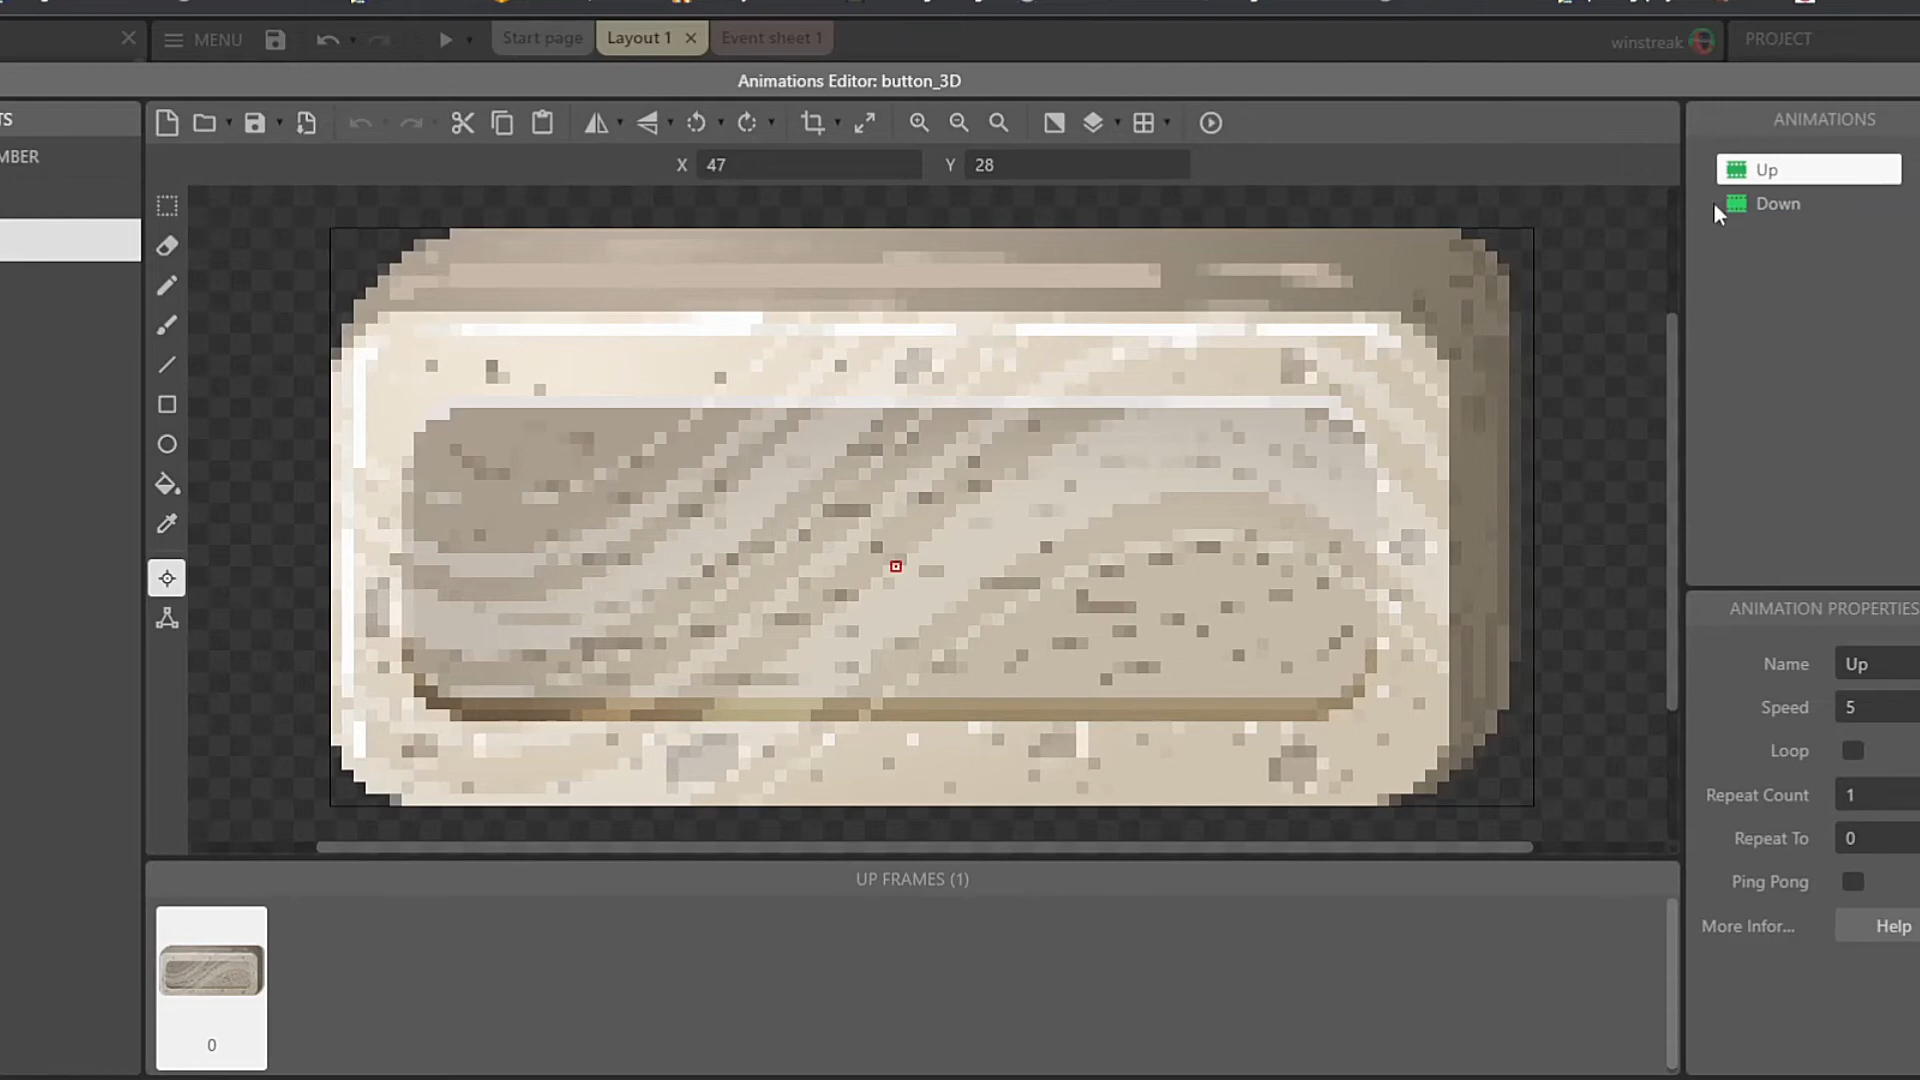 MENU
Start page
Layout 1
Event sheet 1
winstreak
PROJECT
Animations Editor: button_3D
TS
MBER
X 47
Y 28
ANIMATIONS
Up
Down
ANIMATION PROPERTIES
Name Up
Speed 5
Loop
Repeat Count 1
Repeat To 0
Ping Pong
More Infor... Help
UP FRAMES (1)
0